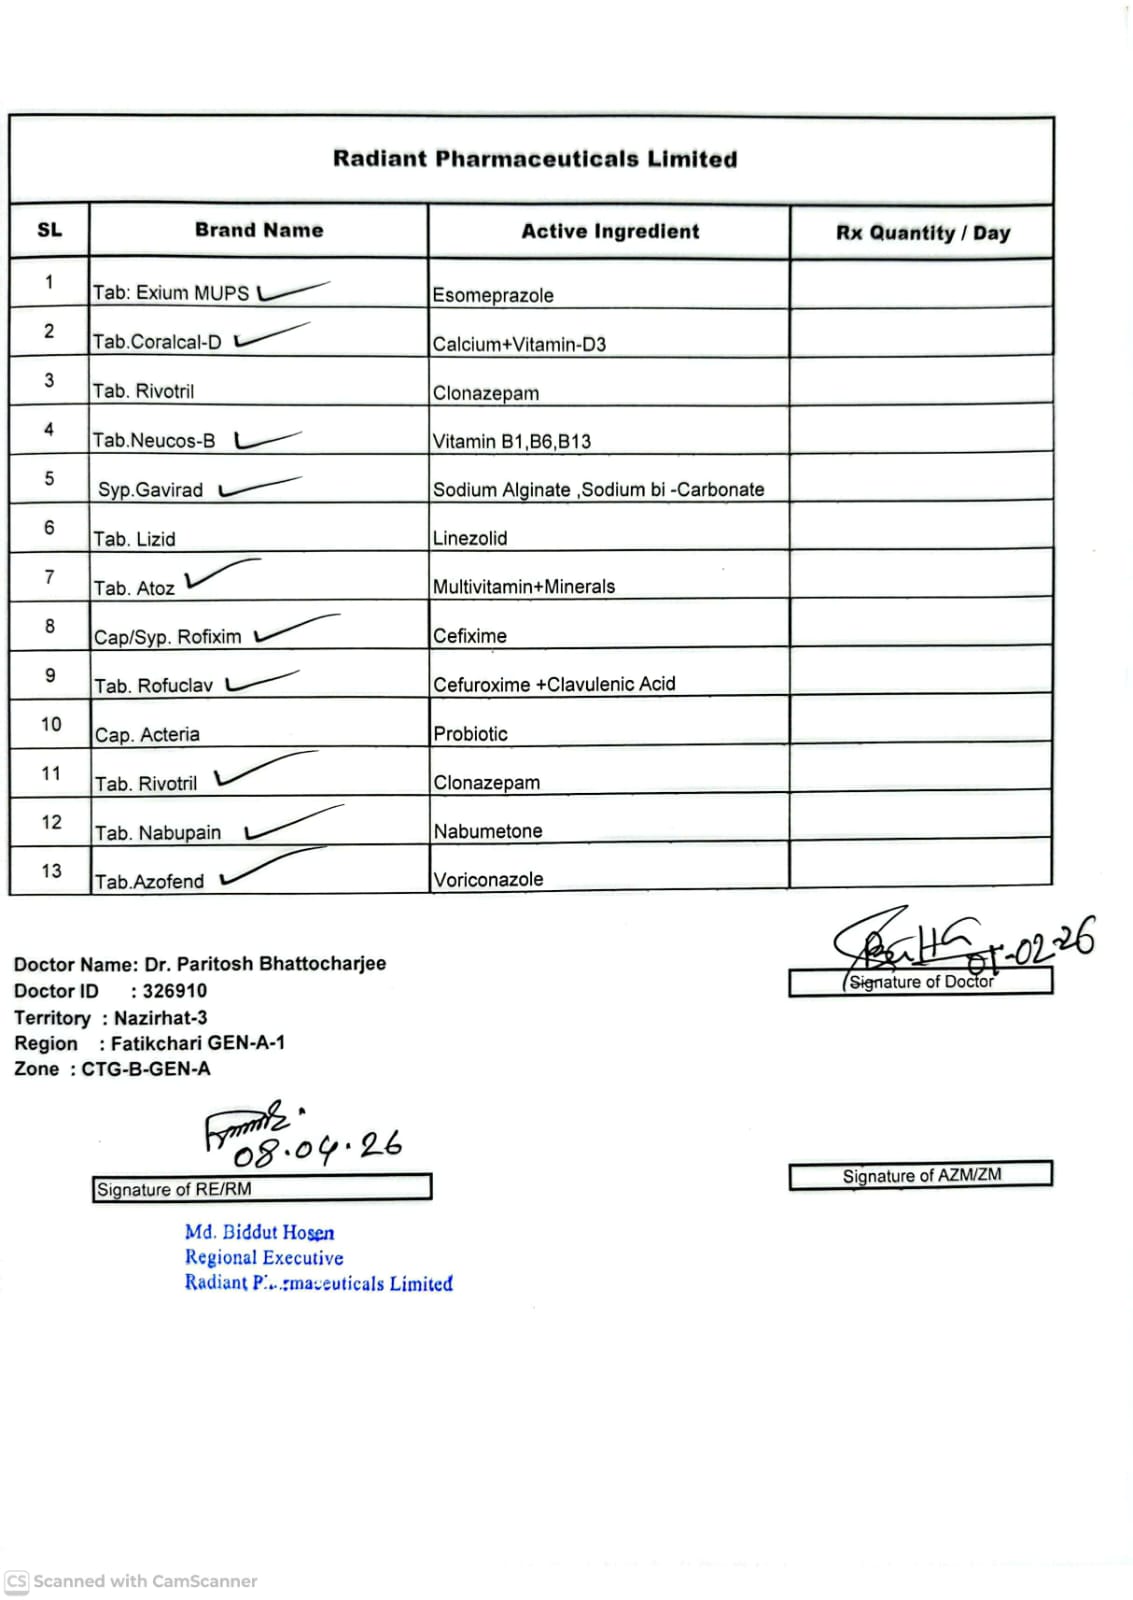 Radiant Pharmaceuticals Limited
SL Brand Name Active Ingredient Rx Quantity / Day
1 Tab: Exium MUPS Esomeprazole
2 Tab.Coralcal-D Calcium+Vitamin-D3
3 Tab. Rivotril Clonazepam
4 Tab.Neucos-B Vitamin B1,B6,B13
5 Syp.Gavirad Sodium Alginate ,Sodium bi -Carbonate
6 Tab. Lizid Linezolid
7 Tab. Atoz Multivitamin+Minerals
8 Cap/Syp. Rofixim Cefixime
9 Tab. Rofuclav Cefuroxime +Clavulenic Acid
10 Cap. Acteria Probiotic
11 Tab. Rivotril Clonazepam
12 Tab. Nabupain Nabumetone
13 Tab.Azofend Voriconazole
-02-26
Signature of Doctor
Doctor Name: Dr. Paritosh Bhattocharjee
Doctor ID : 326910
Territory : Nazirhat-3
Region : Fatikchari GEN-A-1
Zone : CTG-B-GEN-A
08.04.26
Signature of RE/RM
Signature of AZM/ZM
Md. Biddut Hosen
Regional Executive
Radiant Pharmaceuticals Limited
CS Scanned with CamScanner